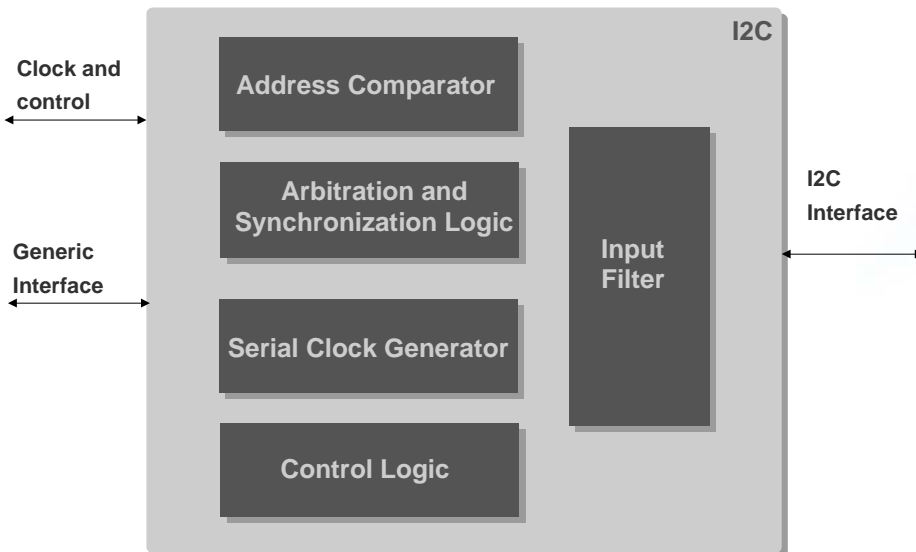 I2C
Clock and
control
Address Comparator
Arbitration and
Synchronization Logic
I2C
Interface
Generic
Interface
Input
Filter
Serial Clock Generator
Control Logic